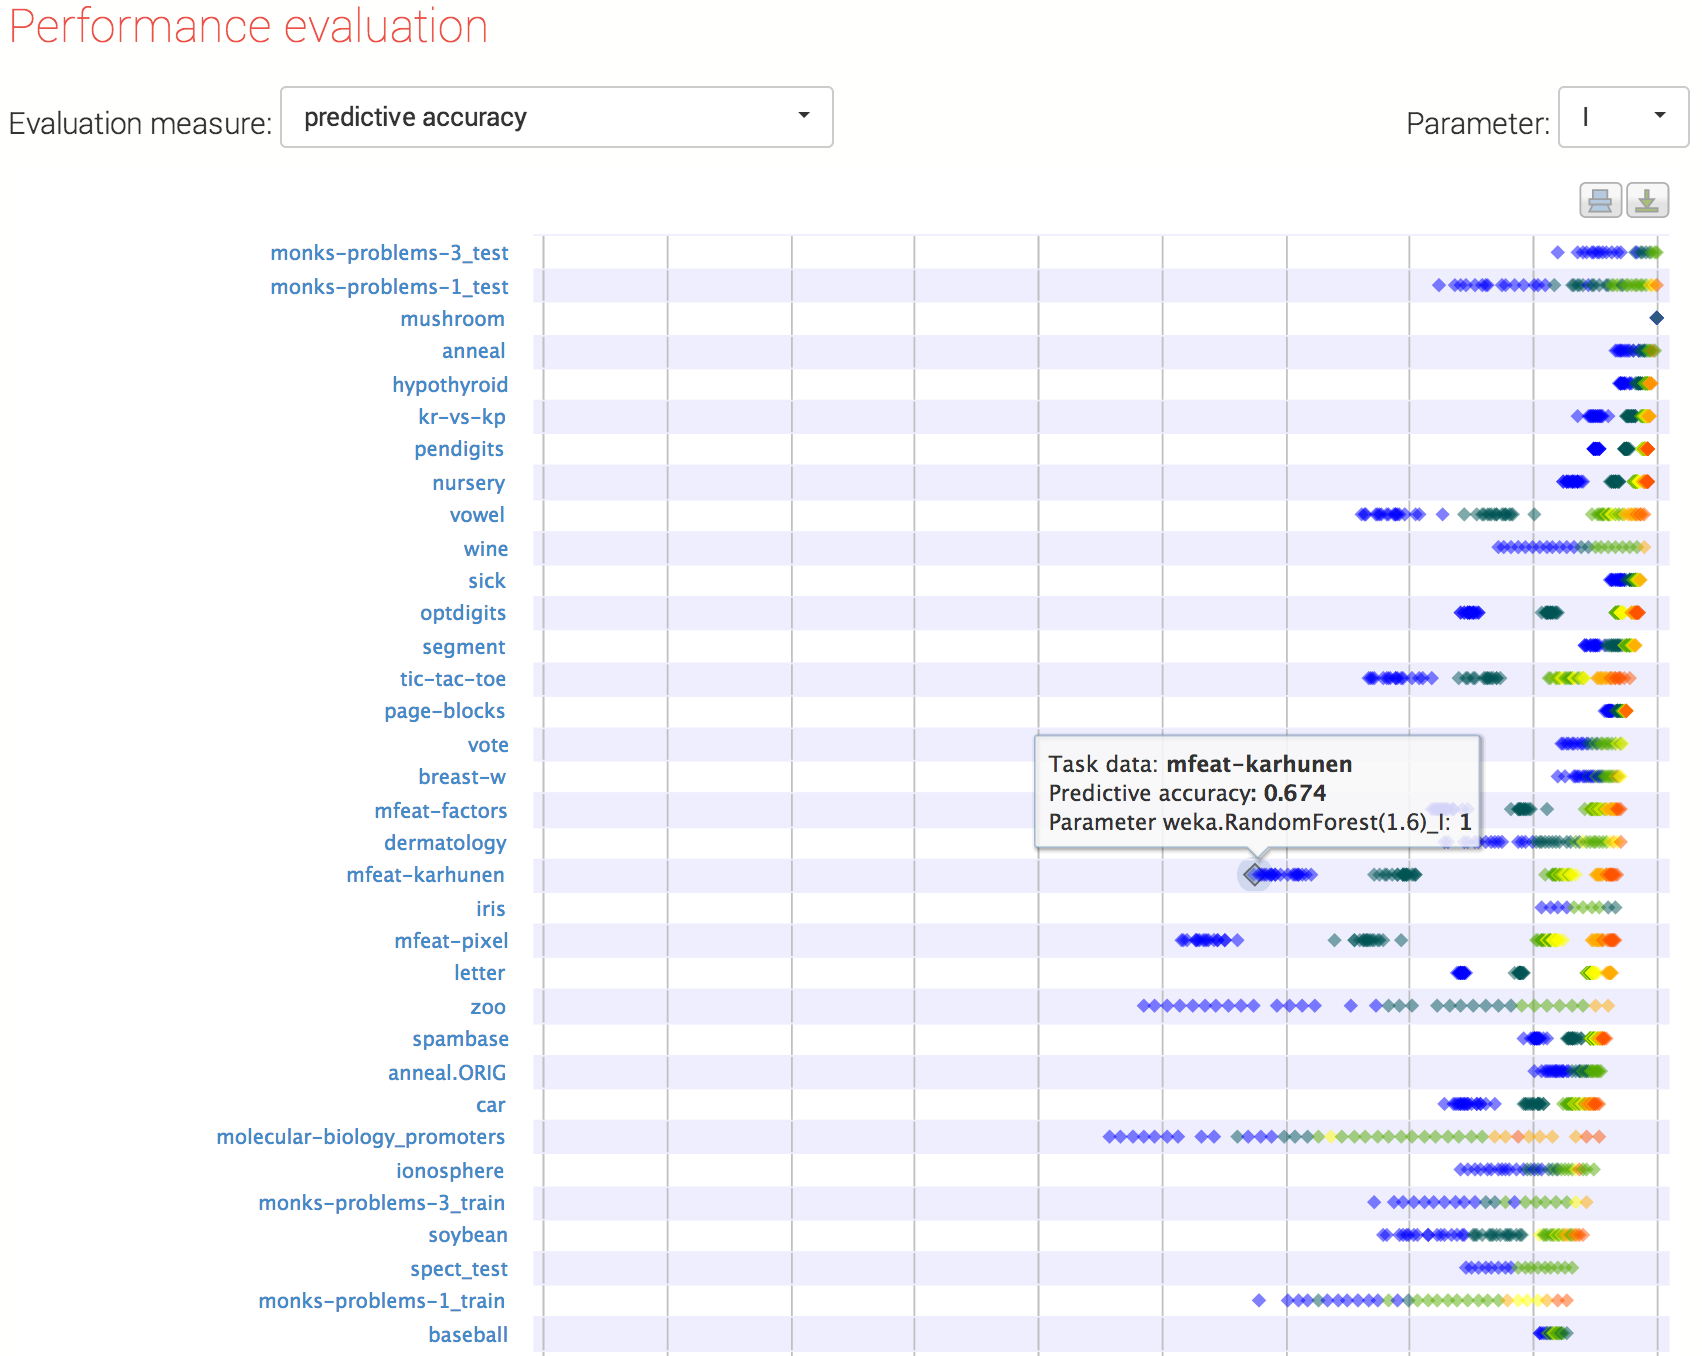 Performance evaluation
Evaluation measure: predictive accuracy Parameter: I
monks-problems-3_test
monks-problems-1_test
mushroom
anneal
hypothyroid
kr-vs-kp
pendigits
nursery
vowel
wine
sick
optdigits
segment
tic-tac-toe
page-blocks
vote
breast-w
mfeat-factors
dermatology
mfeat-karhunen
iris
mfeat-pixel
letter
zoo
spambase
anneal.ORIG
car
molecular-biology_promoters
ionosphere
monks-problems-3_train
soybean
spect_test
monks-problems-1_train
baseball
Task data: mfeat-karhunen
Predictive accuracy: 0.674
Parameter weka.RandomForest(1.6)_I: 1